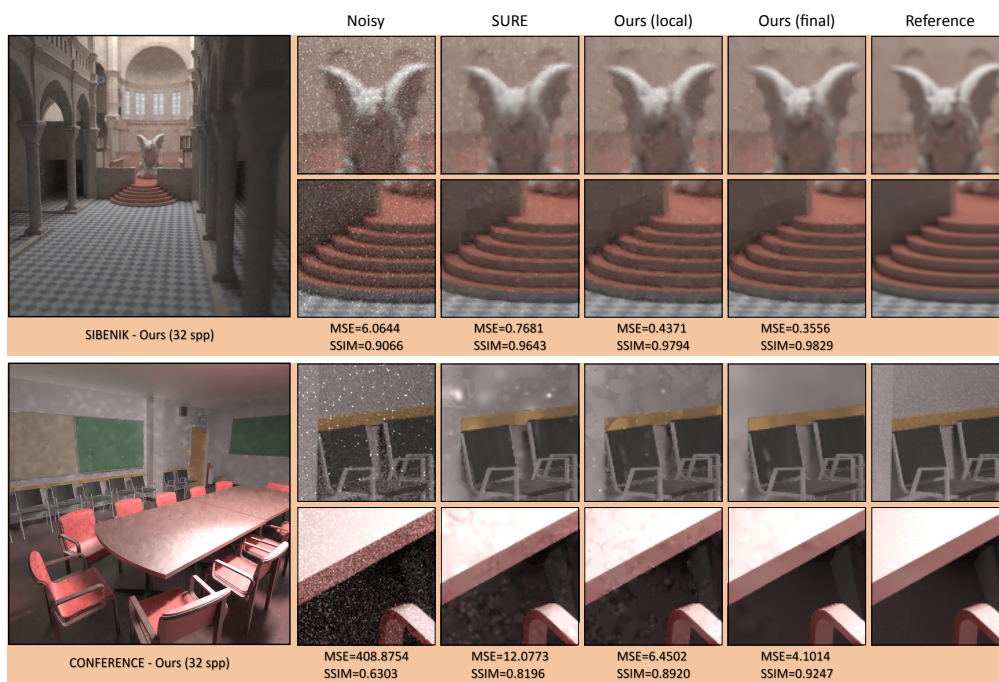 Noisy SURE Ours (local) Ours (final) Reference
SIBENIK - Ours (32 spp)
MSE=6.0644 MSE=0.7681 MSE=0.4371 MSE=0.3556
SSIM=0.9066 SSIM=0.9643 SSIM=0.9794 SSIM=0.9829
CONFERENCE - Ours (32 spp)
MSE=408.8754 MSE=12.0773 MSE=6.4502 MSE=4.1014
SSIM=0.6303 SSIM=0.8196 SSIM=0.8920 SSIM=0.9247